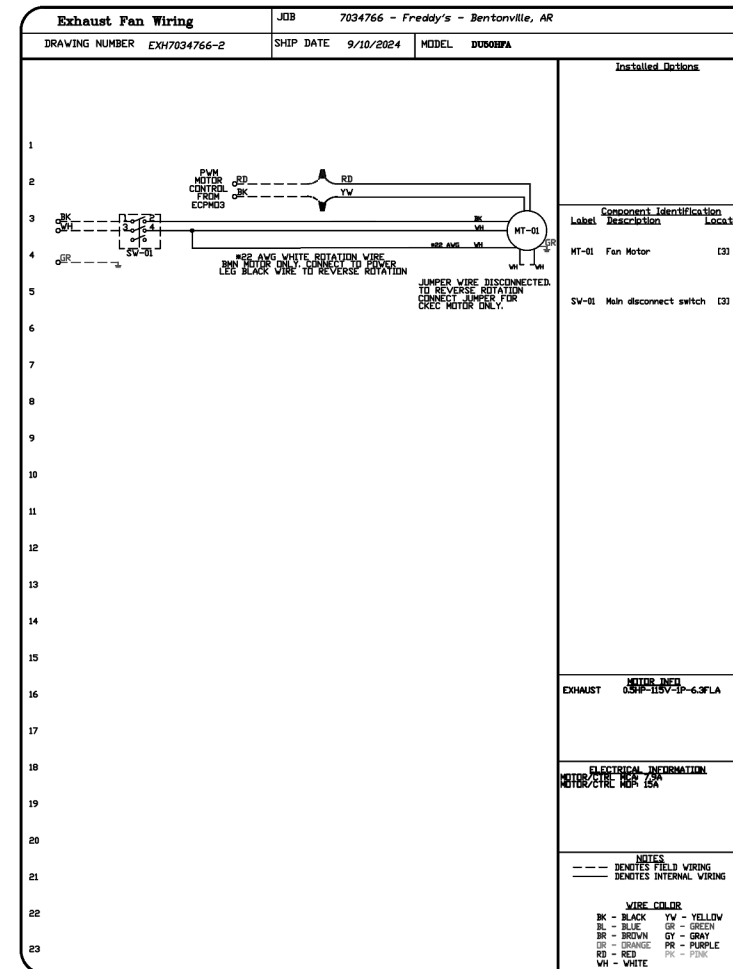 Exhaust Fan Wiring
JOB 7034766 - Freddy's - Bentonville, AR
DRAWING NUMBER EXH7034766-2
SHIP DATE 9/10/2024
MODEL DU50HFA
Installed Options
1
2
PWM
MOTOR
CONTROL
FROM
ECPM03
RD
BK
RD
YW
3
BK
WH
1 2
3 4
SW-01
BK
WH
MT-01
GR
4
GR
#22 AWG WH
#22 AWG WHITE ROTATION WIRE
BMN MOTOR ONLY. CONNECT TO POWER
LEG BLACK WIRE TO REVERSE ROTATION
WH WH
JUMPER WIRE DISCONNECTED.
TO REVERSE ROTATION
CONNECT JUMPER FOR
CKEC MOTOR ONLY.
5
6
7
8
9
10
11
12
13
14
15
16
17
18
19
20
21
22
23
Component Identification
Label Description Locat
MT-01 Fan Motor [3]
SW-01 Main disconnect switch [3]
MOTOR INFO
EXHAUST 0.5HP-115V-1P-6.3FLA
ELECTRICAL INFORMATION
MOTOR/CTRL MCA: 7.9A
MOTOR/CTRL MOP: 15A
NOTES
DENOTES FIELD WIRING
DENOTES INTERNAL WIRING
WIRE COLOR
BK - BLACK YW - YELLOW
BL - BLUE GR - GREEN
BR - BROWN GY - GRAY
OR - ORANGE PR - PURPLE
RD - RED PK - PINK
WH - WHITE